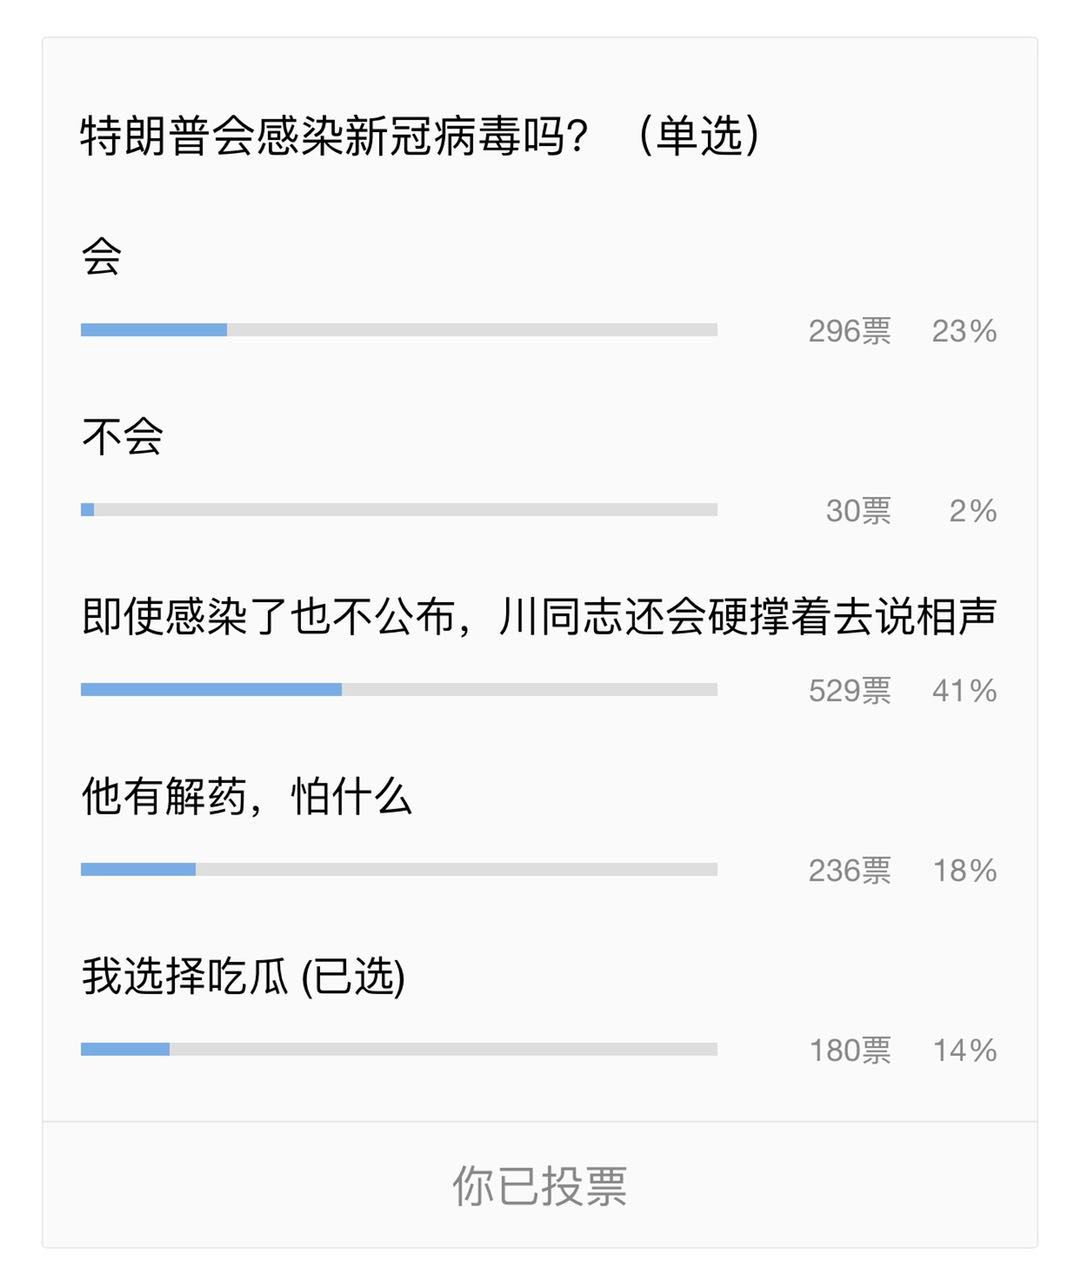 特朗普会感染新冠病毒吗？（单选）
会
296票 23%
不会
30票 2%
即使感染了也不公布，川同志还会硬撑着去说相声
529票 41%
他有解药，怕什么
236票 18%
我选择吃瓜 (已选)
180票 14%
你已投票